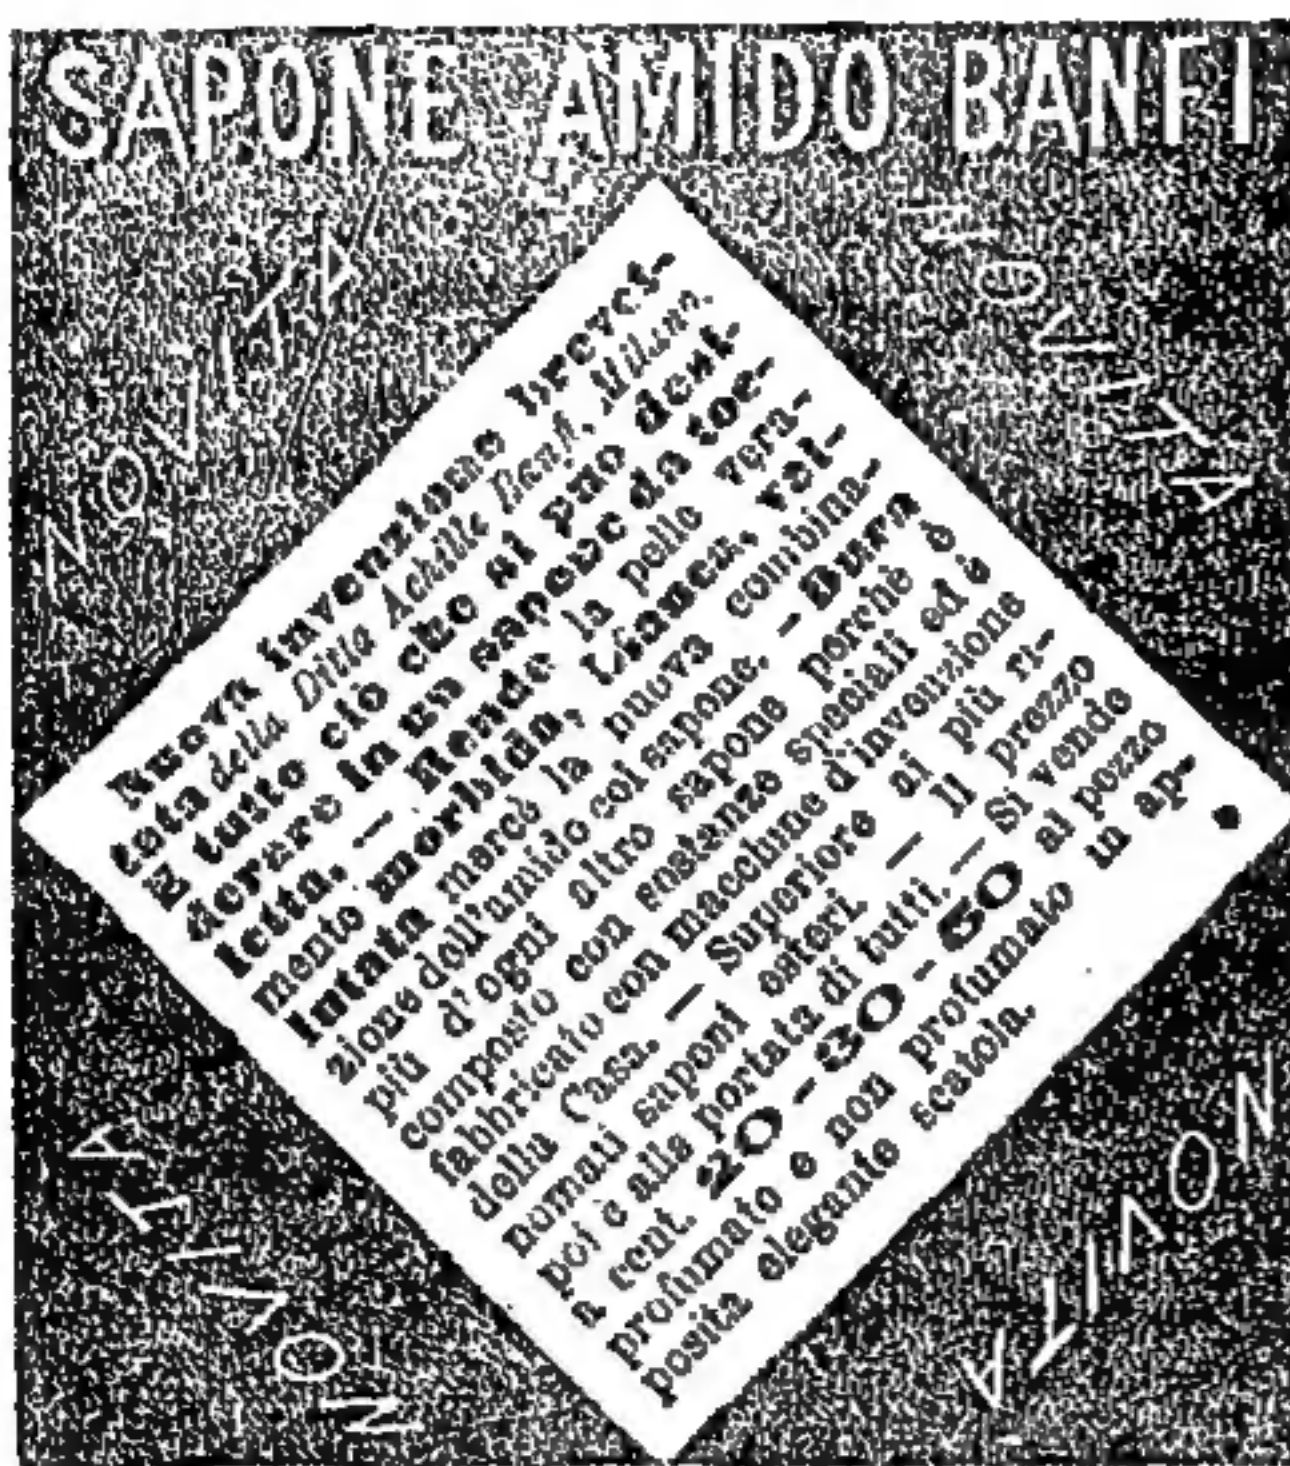 SAPONE AMIDO BANFI
NOVITA
NOVITA
Nuova invenzione brevet-
tata della Ditta Achille Banfi, Milano.
È tutto ciò che si può desi-
derare in un sapone da toe-
letta. — Rende la pelle vera-
mente morbida, bianca, vel-
lutata mercè la nuova combina-
zione dell'amido col sapone. — Dura
più d'ogni altro sapone perchè è
composto con sostanze speciali ed è
fabbricato con macchine d'invenzione
della Casa. — Superiore ai più ri-
nomati saponi esteri. — Il prezzo
poi è alla portata di tutti. — Si vende
a cent. 20-30-50 al pezzo
profumato e non profumato in ap-
posita elegante scatola.
NOVITA
NOVITA